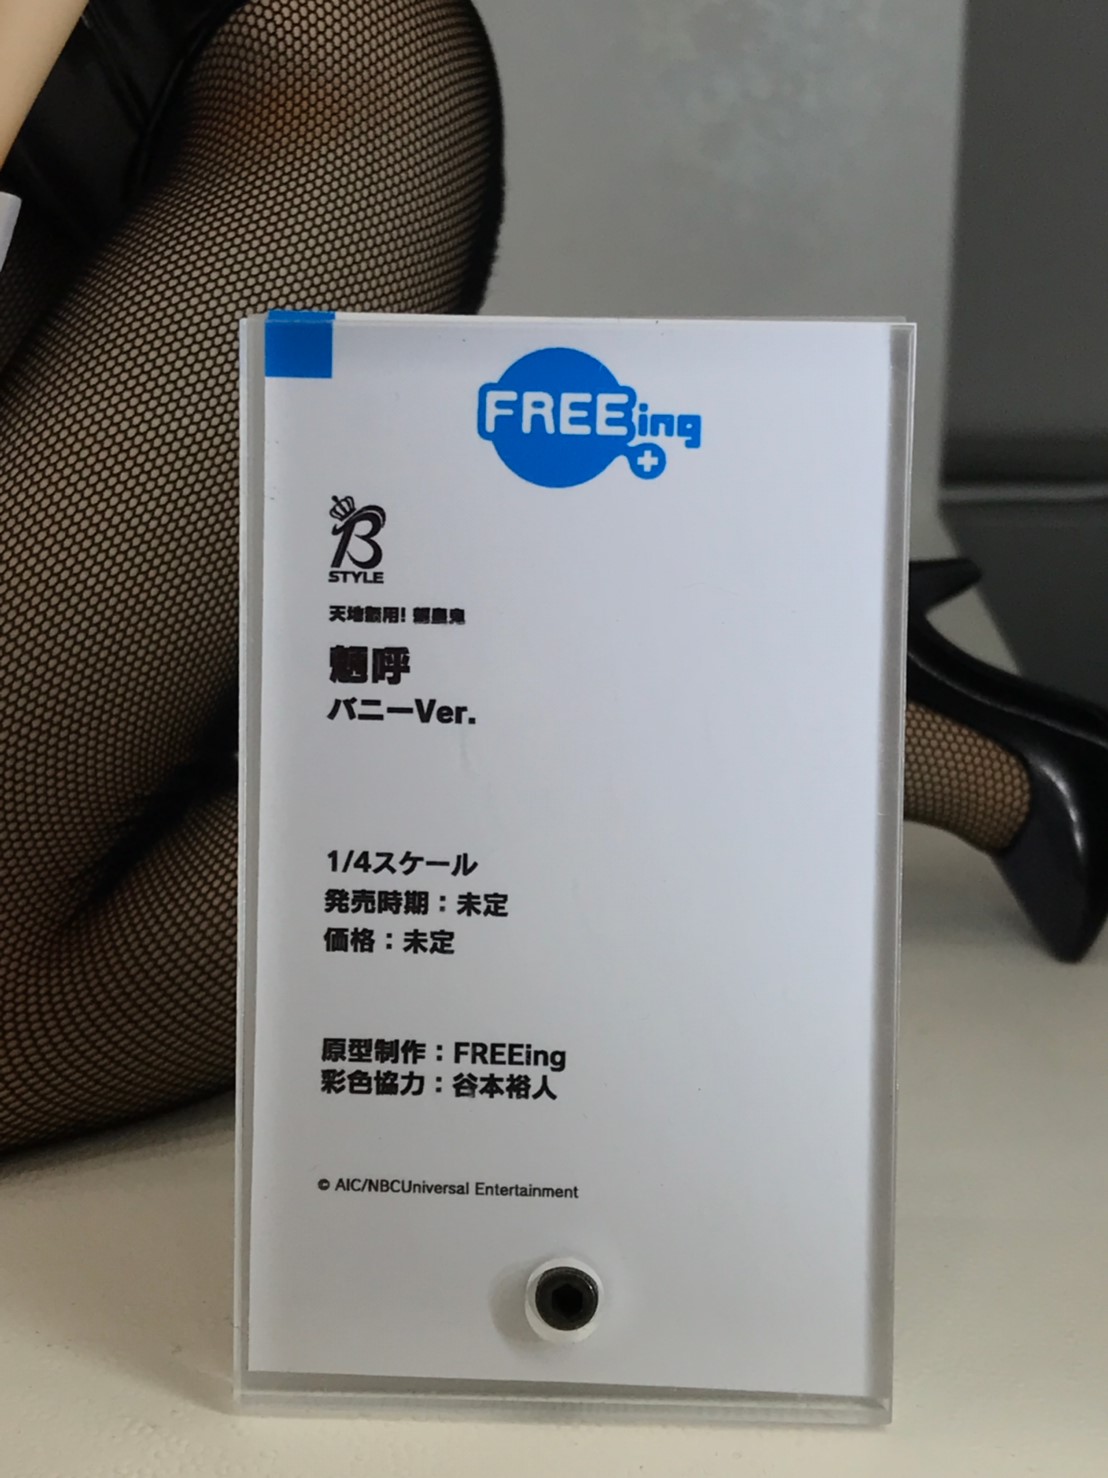 FREEing
B
STYLE
天地無用! 魎皇鬼
魎呼
バニーVer.
1/4スケール
発売時期：未定
価格：未定
原型制作：FREEing
彩色協力：谷本裕人
© AIC/NBCUniversal Entertainment